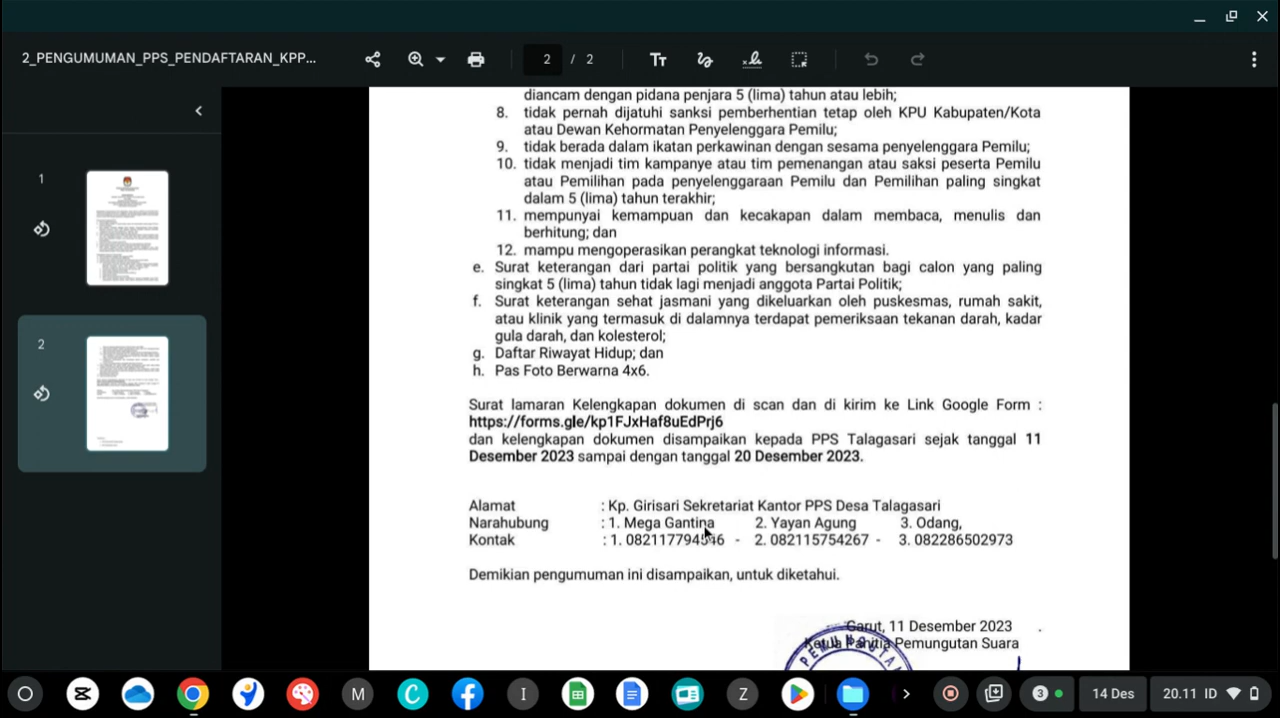 2_PENGUMUMAN_PPS_PENDAFTARAN_KPP...
2 / 2
1
2
diancam dengan pidana penjara 5 (lima) tahun atau lebih;
8. tidak pernah dijatuhi sanksi pemberhentian tetap oleh KPU Kabupaten/Kota
atau Dewan Kehormatan Penyelenggara Pemilu;
9. tidak berada dalam ikatan perkawinan dengan sesama penyelenggara Pemilu;
10. tidak menjadi tim kampanye atau tim pemenangan atau saksi peserta Pemilu
atau Pemilihan pada penyelenggaraan Pemilu dan Pemilihan paling singkat
dalam 5 (lima) tahun terakhir;
11. mempunyai kemampuan dan kecakapan dalam membaca, menulis dan
berhitung; dan
12. mampu mengoperasikan perangkat teknologi informasi.
e. Surat keterangan dari partai politik yang bersangkutan bagi calon yang paling
singkat 5 (lima) tahun tidak lagi menjadi anggota Partai Politik;
f. Surat keterangan sehat jasmani yang dikeluarkan oleh puskesmas, rumah sakit,
atau klinik yang termasuk di dalamnya terdapat pemeriksaan tekanan darah, kadar
gula darah, dan kolesterol;
g. Daftar Riwayat Hidup; dan
h. Pas Foto Berwarna 4x6.
Surat lamaran Kelengkapan dokumen di scan dan di kirim ke Link Google Form :
https://forms.gle/kp1FJxHaf8uEdPrj6
dan kelengkapan dokumen disampaikan kepada PPS Talagasari sejak tanggal 11
Desember 2023 sampai dengan tanggal 20 Desember 2023.
Alamat : Kp. Girisari Sekretariat Kantor PPS Desa Talagasari
Narahubung : 1. Mega Gantina 2. Yayan Agung 3. Odang,
Kontak : 1. 082117794546 - 2. 082115754267 - 3. 082286502973
Demikian pengumuman ini disampaikan, untuk diketahui.
Garut, 11 Desember 2023 .
Ketua Panitia Pemungutan Suara
PEMUNGUTA
M I Z 3 14 Des 20.11 ID